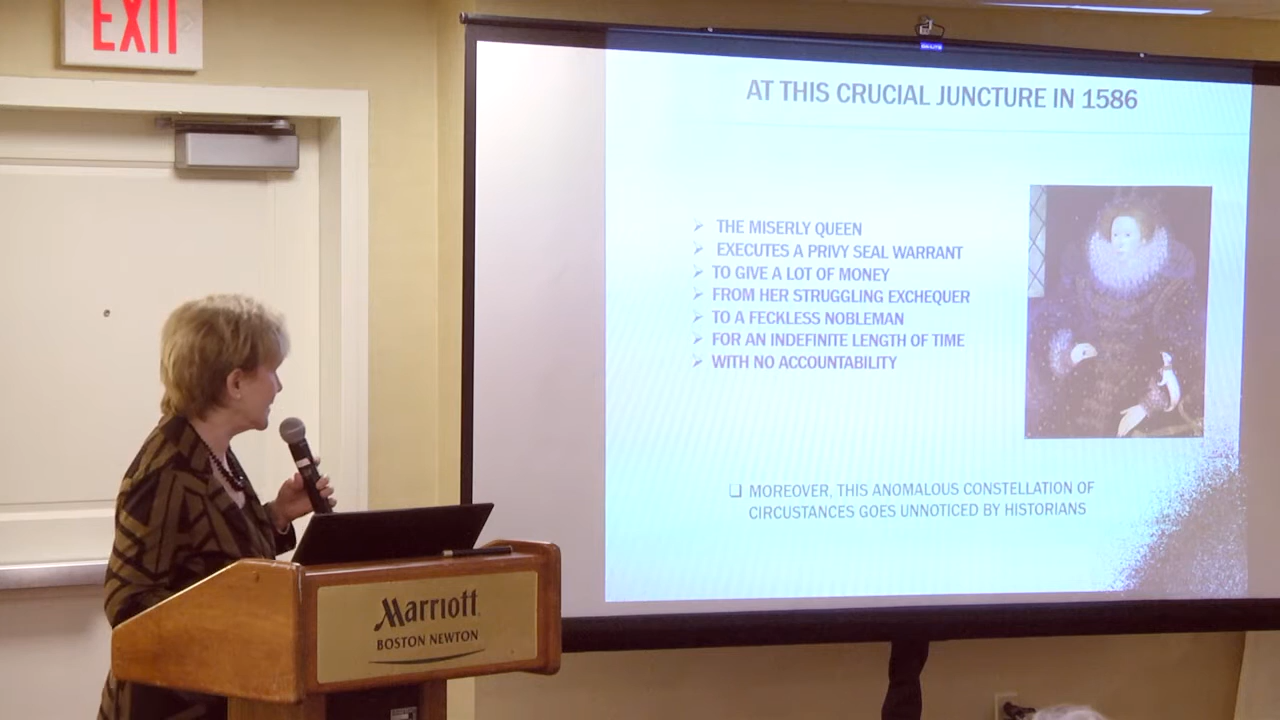 EXIT
AT THIS CRUCIAL JUNCTURE IN 1586
THE MISERLY QUEEN
EXECUTES A PRIVY SEAL WARRANT
TO GIVE A LOT OF MONEY
FROM HER STRUGGLING EXCHEQUER
TO A FECKLESS NOBLEMAN
FOR AN INDEFINITE LENGTH OF TIME
WITH NO ACCOUNTABILITY
MOREOVER, THIS ANOMALOUS CONSTELLATION OF
CIRCUSTANCES GOES UNNOTICED BY HISTORIANS
Marriott
BOSTON NEWTON